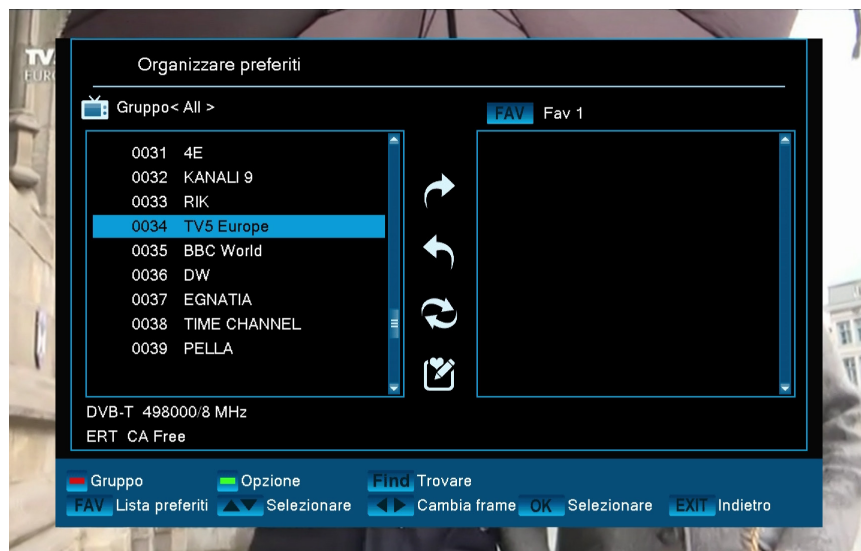 TV
EURO
Organizzare preferiti
Gruppo< All >
FAV Fav 1
0031 4E
0032 KANALI 9
0033 RIK
0034 TV5 Europe
0035 BBC World
0036 DW
0037 EGNATIA
0038 TIME CHANNEL
0039 PELLA
DVB-T 498000/8 MHz
ERT CA Free
Gruppo Opzione Find Trovare
FAV Lista preferiti Selezionare Cambia frame OK Selezionare EXIT Indietro